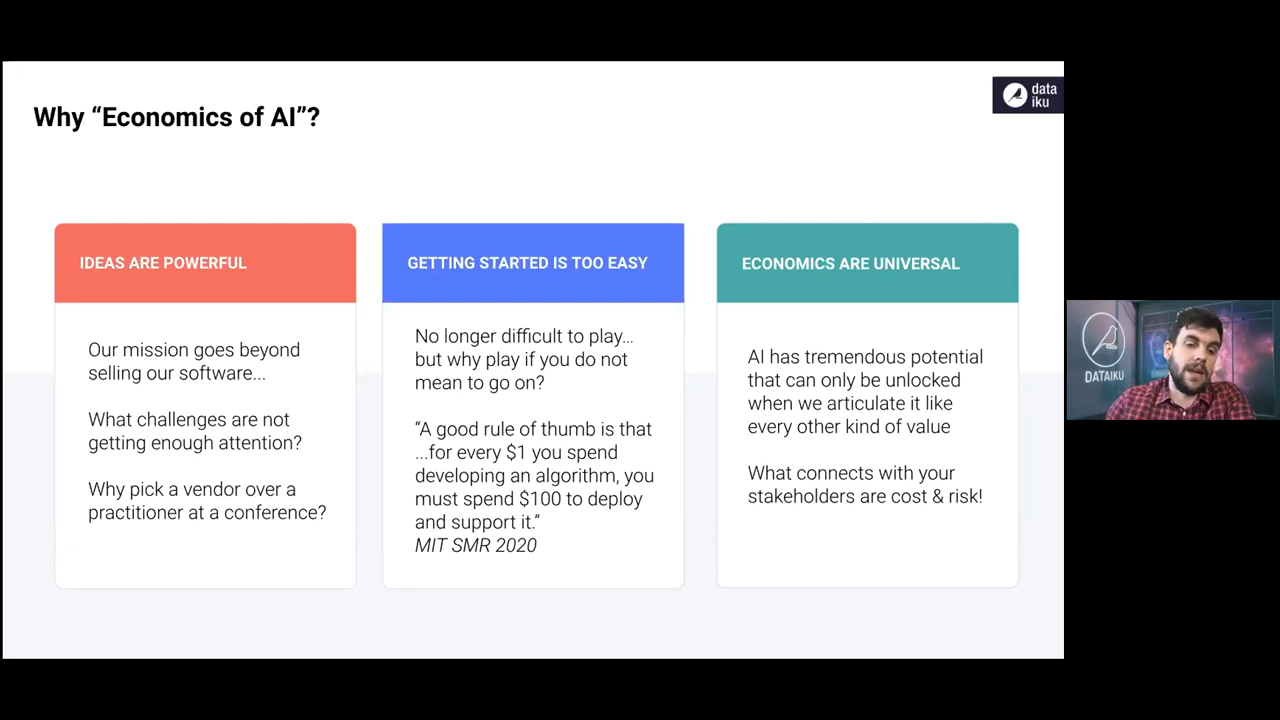 Why “Economics of AI”?
data
iku
IDEAS ARE POWERFUL
Our mission goes beyond
selling our software...
What challenges are not
getting enough attention?
Why pick a vendor over a
practitioner at a conference?
GETTING STARTED IS TOO EASY
No longer difficult to play...
but why play if you do not
mean to go on?
“A good rule of thumb is that
...for every $1 you spend
developing an algorithm, you
must spend $100 to deploy
and support it.”
MIT SMR 2020
ECONOMICS ARE UNIVERSAL
AI has tremendous potential
that can only be unlocked
when we articulate it like
every other kind of value
What connects with your
stakeholders are cost & risk!
DATAIKU